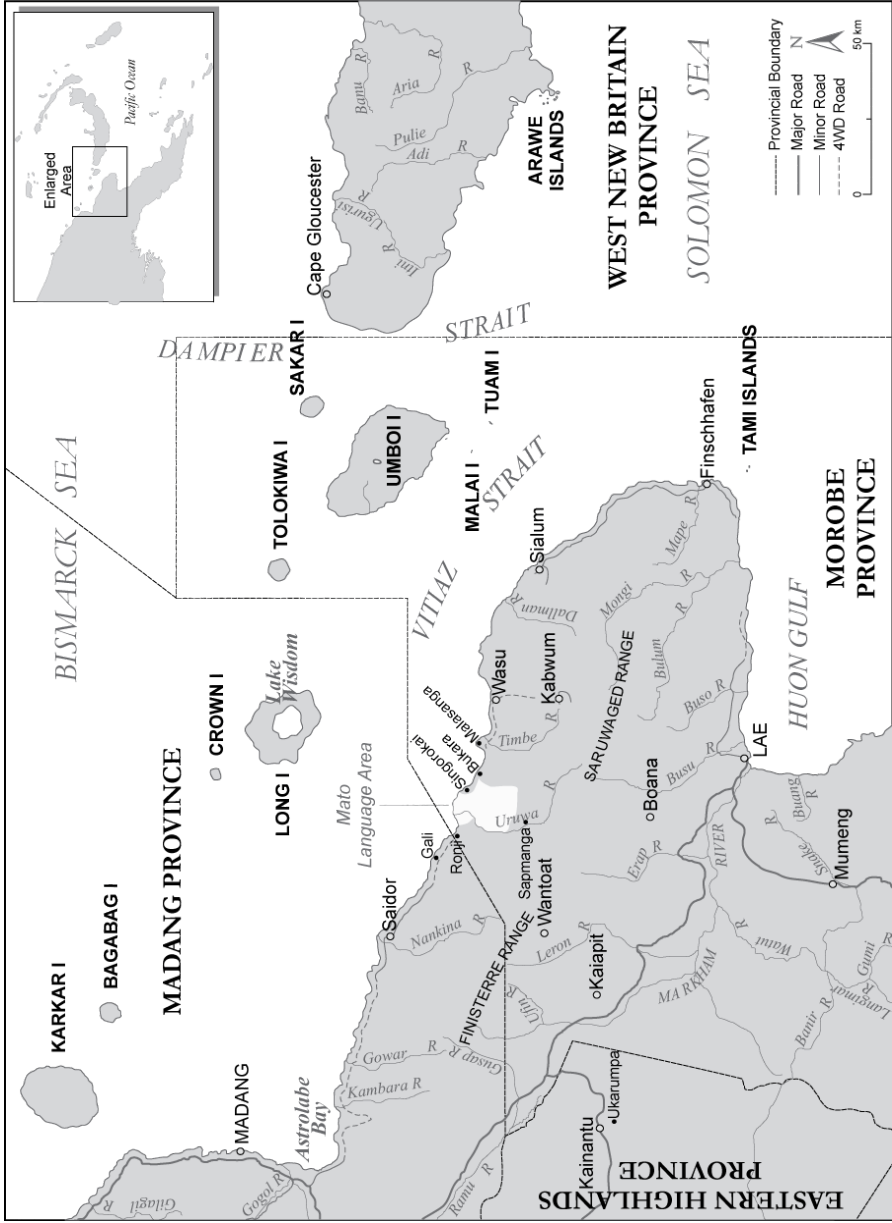 Enlarged
Area
Pacific Ocean
BISMARCK SEA
DAMPIER
STRAIT
VITIAZ
STRAIT
SOLOMON SEA
HUON GULF
Astrolabe
Bay
MADANG PROVINCE
WEST NEW BRITAIN
PROVINCE
MOROBE
PROVINCE
EASTERN HIGHLANDS
PROVINCE
KARKAR I
BAGABAG I
CROWN I
LONG I
Lake
Wisdom
TOLOKIWA I
SAKAR I
UMBOI I
MALAI I
TUAM I
TAMI ISLANDS
ARAWE
ISLANDS
Cape Gloucester
Banu R
Aria
R
Pulie
Adi
R
Ugurisi
R
Itni
R
MADANG
Gilagil
R
Gogol R
Kambara R
Gowar R
Gusap R
Ramu R
Saidor
Nankina R
Gali
Ronji
Mato
Language Area
Singorokai
Bukara
Malasanga
Wasu
Sialum
Kabwum
Timbe
R
Dallman R
Uruwa
R
Sapmanga
Wantoat
FINISTERRE RANGE
SARUWAGED RANGE
Ufin R
Leron R
Kaiapit
Erap R
Boana
Busu R
Buso R
Bulum R
Mongi
R
Mape R
Finschhafen
LAE
MARKHAM
RIVER
Kainantu
Ukarumpa
Watut
R
Banir R
Langimar
R
Gumi
R
Snake
R
Buang
R
Mumeng
Provincial Boundary
Major Road
Minor Road
4WD Road
N
0
50 km